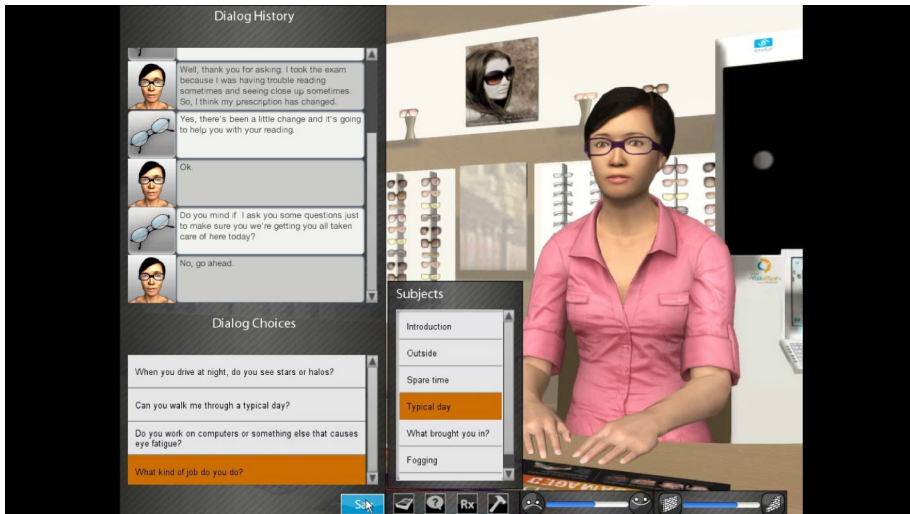 Dialog History
Well, thank you for asking. I took the exam
because I was having trouble reading
sometimes and seeing close up sometimes.
So, I think my prescription has changed.
Yes, there's been a little change and it's going
to help you with your reading.
Ok.
Do you mind if I ask you some questions just
to make sure you we're getting you all taken
care of here today?
No, go ahead.
Dialog Choices
When you drive at night, do you see stars or halos?
Can you walk me through a typical day?
Do you work on computers or something else that causes
eye fatigue?
What kind of job do you do?
Subjects
Introduction
Outside
Spare time
Typical day
What brought you in?
Fogging
Rx